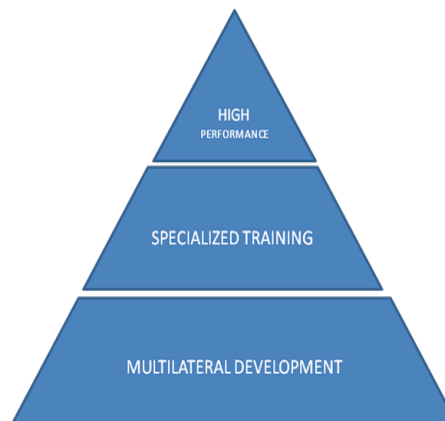 HIGH
PERFORMANCE
SPECIALIZED TRAINING
MULTILATERAL DEVELOPMENT